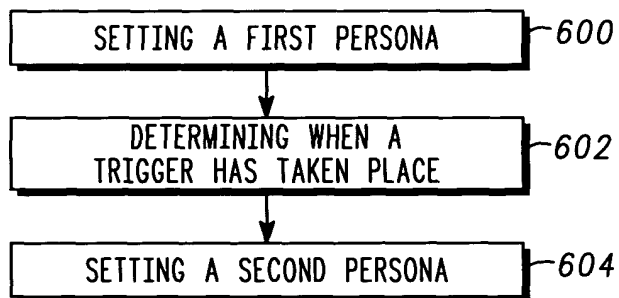 SETTING A FIRST PERSONA 600
DETERMINING WHEN A
TRIGGER HAS TAKEN PLACE 602
SETTING A SECOND PERSONA 604